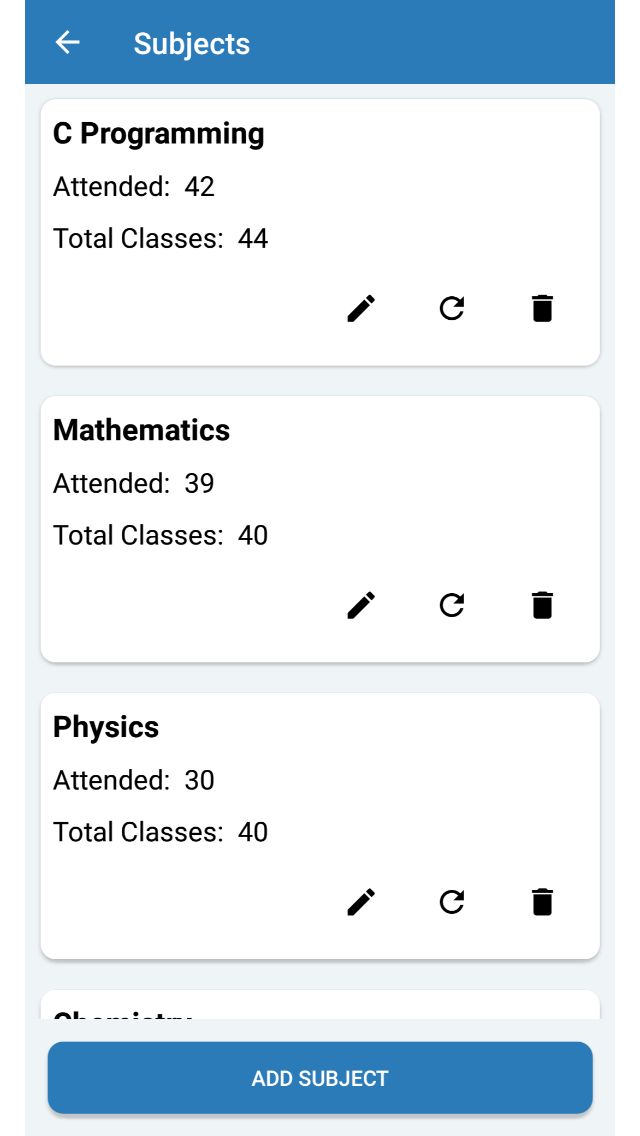 Subjects
C Programming
Attended: 42
Total Classes: 44
Mathematics
Attended: 39
Total Classes: 40
Physics
Attended: 30
Total Classes: 40
Chemistry
ADD SUBJECT